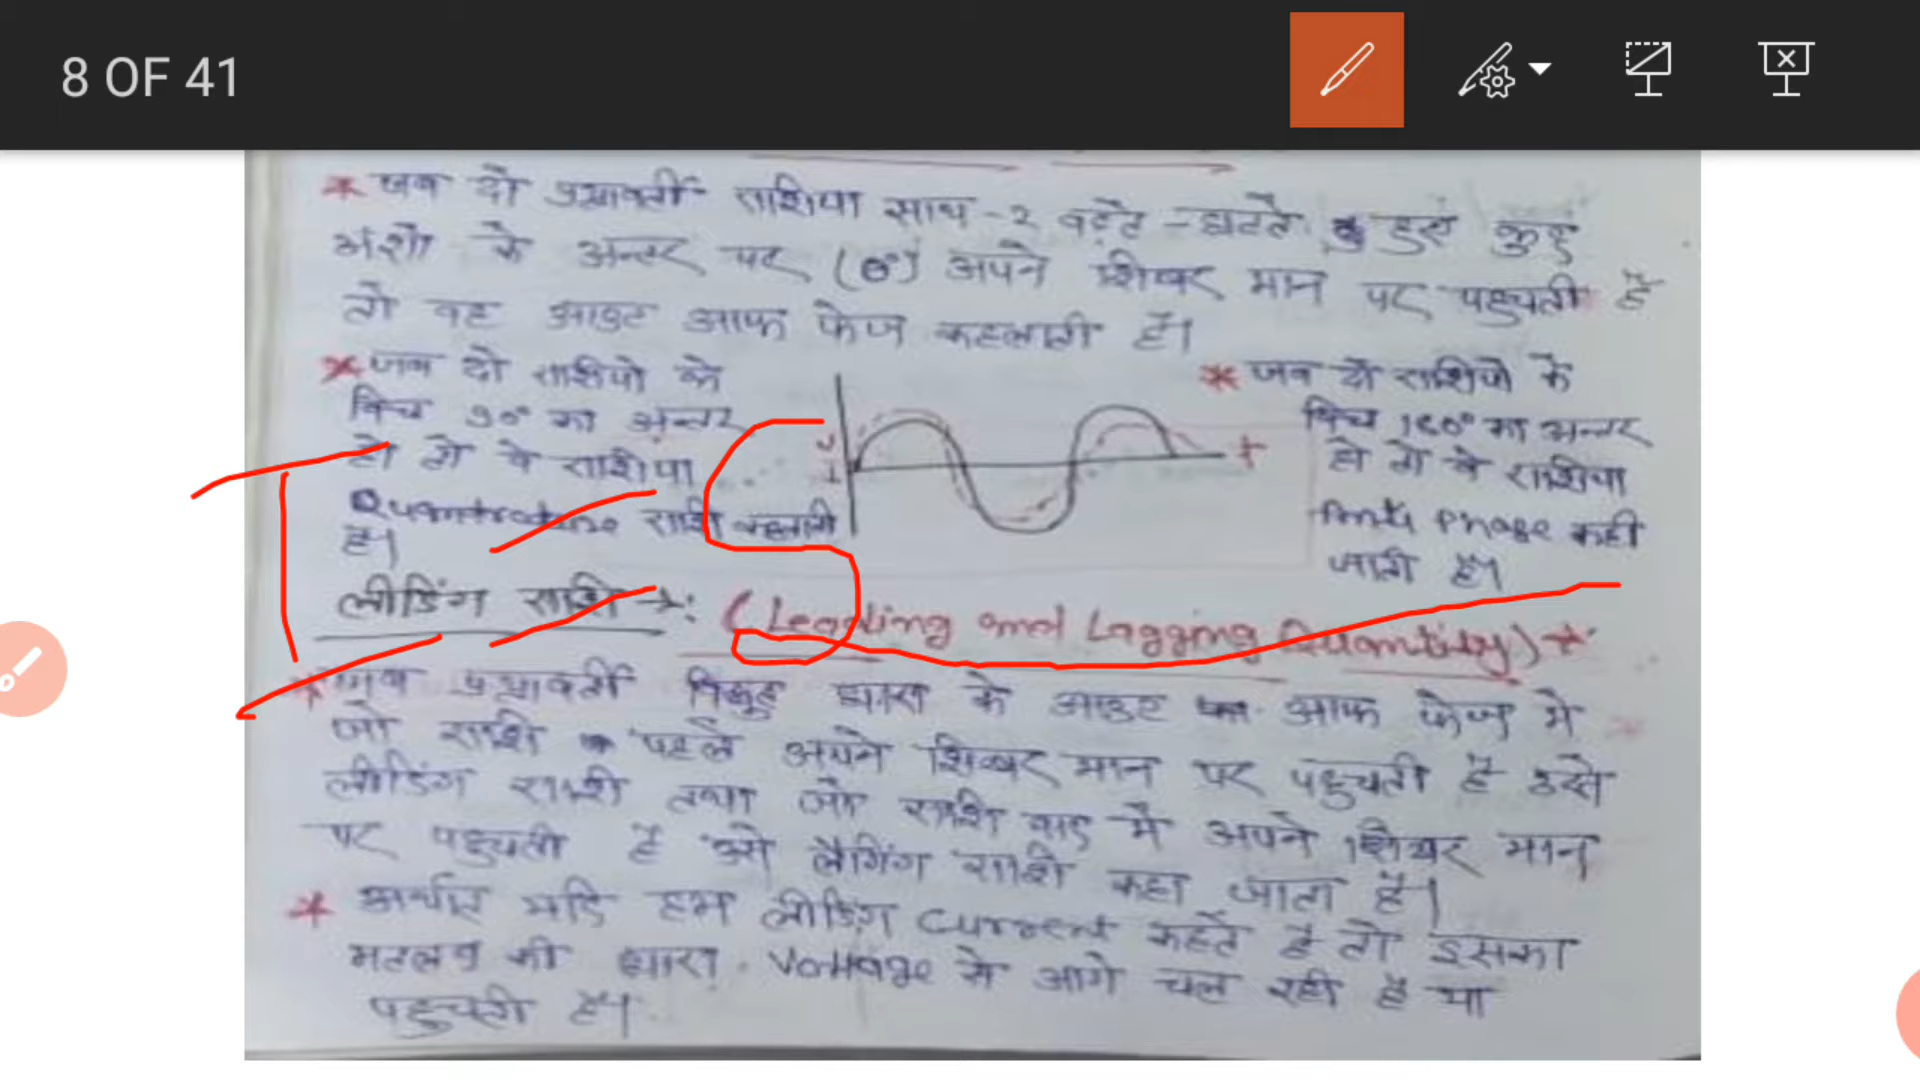 8 OF 41
* जब दो प्रत्यावर्ती राशिया साथ-२ बढ़ते-घटते हुए कुछ
अंशो के अन्तर पर (θ°) अपने शिखर मान पर पहुचती है
तो वह आउट आफ फेज कहलाती है।
* जब दो राशियो के
बिच 90° का अन्तर
हो तो वे राशिया
राशी कहलाती
है।
* जब दो राशियो के
बिच 180° का अन्तर
हो तो वे राशिया
Anti Phase कही
जाती है।
लीडिंग राशि →: (Leading and Lagging Quantity) →
* जब प्रत्यावर्ती विद्युत धारा के आउट आफ फेज मे
जो राशि पहले अपने शिखर मान पर पहुचती है उसे
लीडिंग राशी तथा जो राशि बाद मे अपने शिखर मान
पर पहुचती है उसे लैगिंग राशि कहा जाता है।
* अर्थात यदि हम लीडिंग Current कहते है तो इसका
मतलब की धारा Voltage से आगे चल रही है या
पहुचती है।